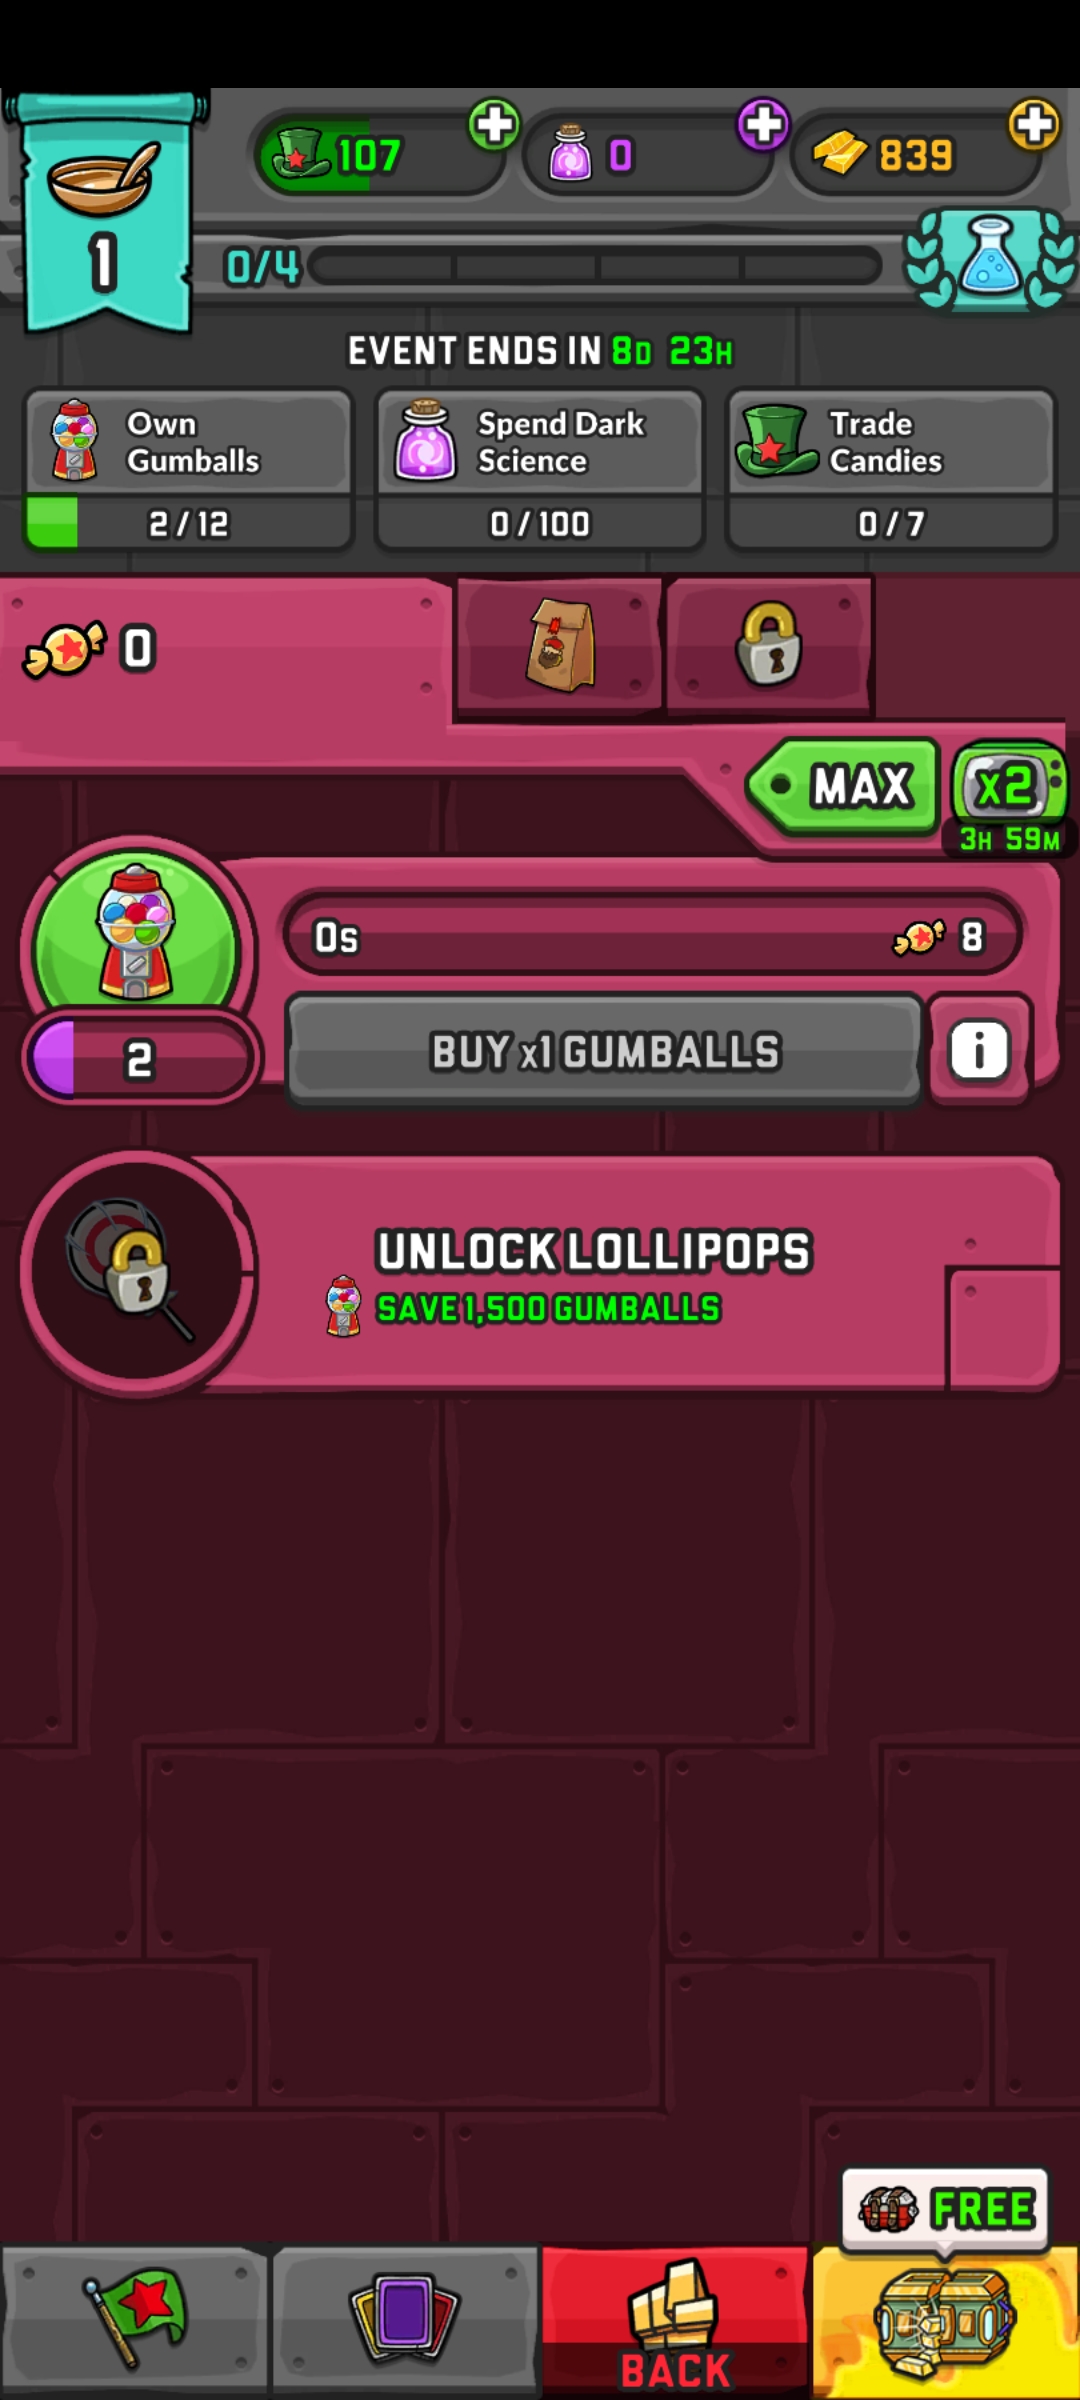 107
0
839
1
0/4
EVENT ENDS IN 8D 23H
Own
Gumballs
2/12
Spend Dark
Science
0/100
Trade
Candies
0/7
0
MAX
x2
3H 59M
0s
8
2
BUY x1 GUMBALLS
i
UNLOCK LOLLIPOPS
SAVE 1,500 GUMBALLS
FREE
BACK